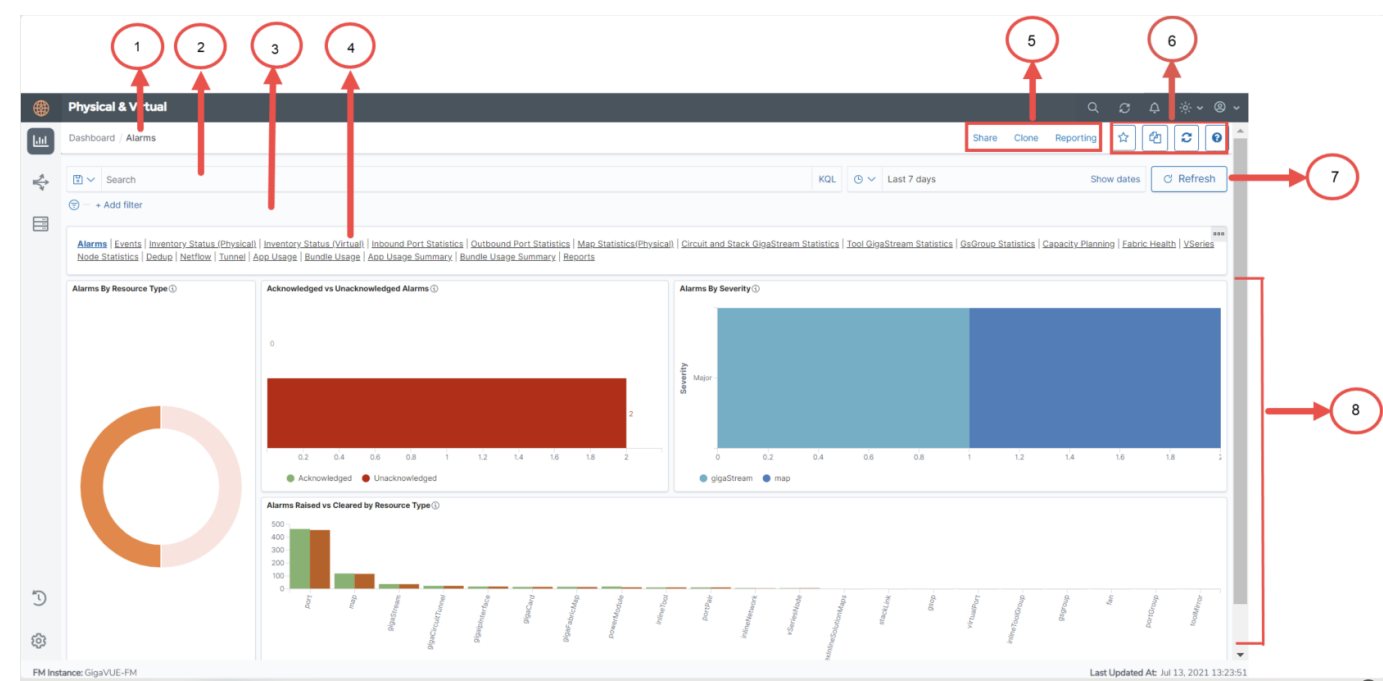 1 2 3 4 5 6
Physical & Virtual
Dashboard / Alarms
Share Clone Reporting
Search KQL Last 7 days Show dates Refresh
7
+ Add filter
Alarms | Events | Inventory Status (Physical) | Inventory Status (Virtual) | Inbound Port Statistics | Outbound Port Statistics | Map Statistics(Physical) | Circuit and Stack GigaStream Statistics | Tool GigaStream Statistics | GsGroup Statistics | Capacity Planning | Fabric Health | VSeries
Node Statistics | Dedup | Netflow | Tunnel | App Usage | Bundle Usage | App Usage Summary | Bundle Usage Summary | Reports
Alarms By Resource Type
Acknowledged vs Unacknowledged Alarms
0
2
0.2 0.4 0.6 0.8 1 1.2 1.4 1.6 1.8 2
Acknowledged Unacknowledged
Alarms By Severity
Severity
Major
0 0.2 0.4 0.6 0.8 1 1.2 1.4 1.6 1.8
gigaStream map
8
Alarms Raised vs Cleared by Resource Type
500
400
300
200
100
0
port
map
gigaStream
gigaCircuitTunnel
gigaIpInterface
gigaCard
gigaFabricMap
powerModule
inlineTool
portPair
inlineNetwork
vSeriesNode
stackLink
gsop
virtualPort
inlineToolGroup
gsgroup
fan
portGroup
toolMirror
FM Instance: GigaVUE-FM
Last Updated At: Jul 13, 2021 13:23:51